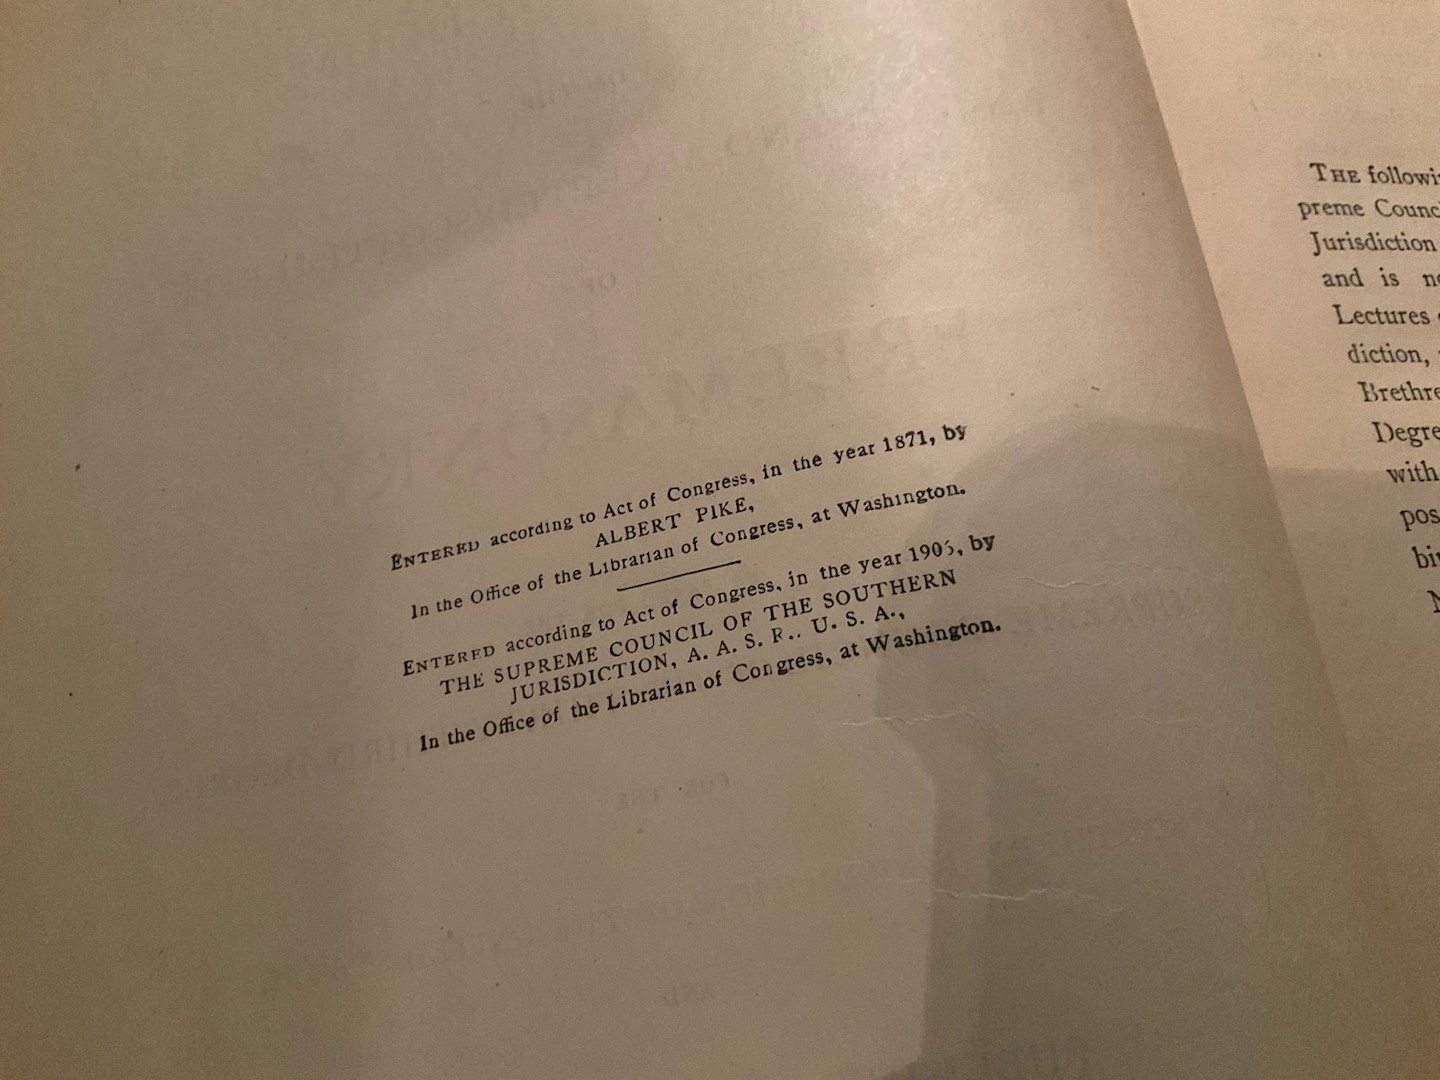 ENTERED according to Act of Congress, in the year 1871, by
ALBERT PIKE,
In the Office of the Librarian of Congress, at Washington.
ENTERED according to Act of Congress, in the year 1905, by
THE SUPREME COUNCIL OF THE SOUTHERN
JURISDICTION, A. A. S. R., U. S. A.,
In the Office of the Librarian of Congress, at Washington.
THE followi
preme Counc
Jurisdiction
and is
Lectures
diction,
Brethre
Degre
with
pos